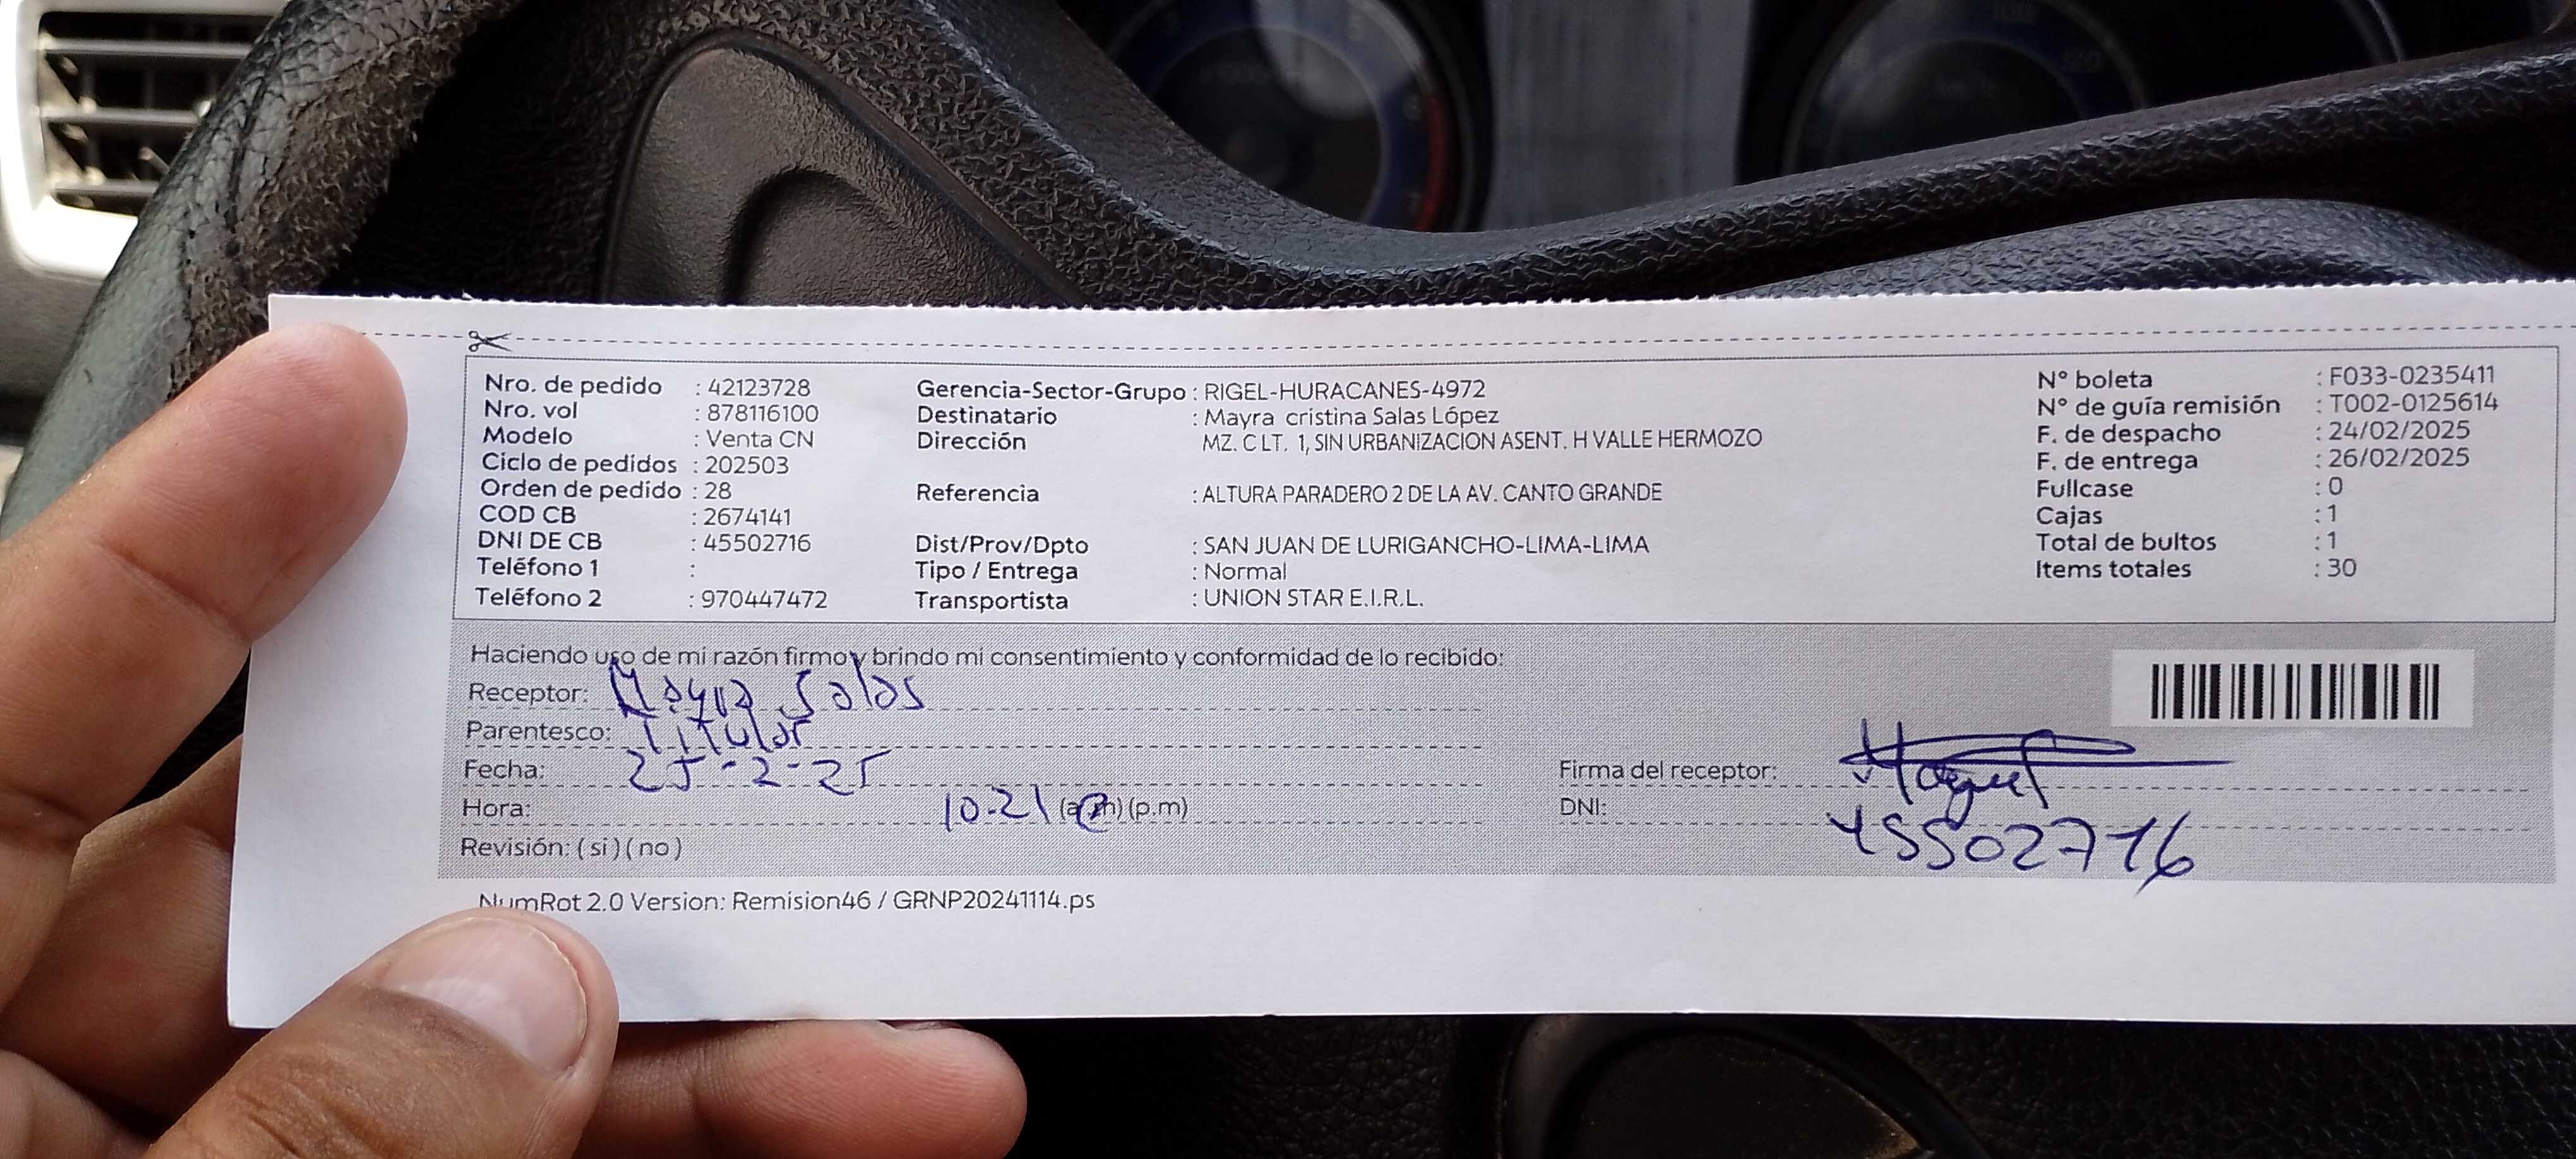 Nro. de pedido : 42123728
Nro. vol : 878116100
Modelo : Venta CN
Ciclo de pedidos : 202503
Orden de pedido : 28
COD CB : 2674141
DNI DE CB : 45502716
Teléfono 1 :
Teléfono 2 : 970447472
Gerencia-Sector-Grupo : RIGEL-HURACANES-4972
Destinatario : Mayra cristina Salas López
Dirección MZ. C LT. 1, SIN URBANIZACION ASENT. H VALLE HERMOZO
Referencia : ALTURA PARADERO 2 DE LA AV. CANTO GRANDE
Dist/Prov/Dpto : SAN JUAN DE LURIGANCHO-LIMA-LIMA
Tipo / Entrega : Normal
Transportista : UNION STAR E.I.R.L.
N° boleta : F033-0235411
N° de guía remisión : T002-0125614
F. de despacho : 24/02/2025
F. de entrega : 26/02/2025
Fullcase : 0
Cajas : 1
Total de bultos : 1
Items totales : 30
Haciendo uso de mi razón firmo y brindo mi consentimiento y conformidad de lo recibido:
Receptor: Mayra Salas
Parentesco: Titular
Fecha: 25-2-25
Hora: 10-21 (a.m) (p.m)
Revisión: ( si ) ( no )
Firma del receptor:
DNI: 45502716
NumRot 2.0 Version: Remision46 / GRNP20241114.ps